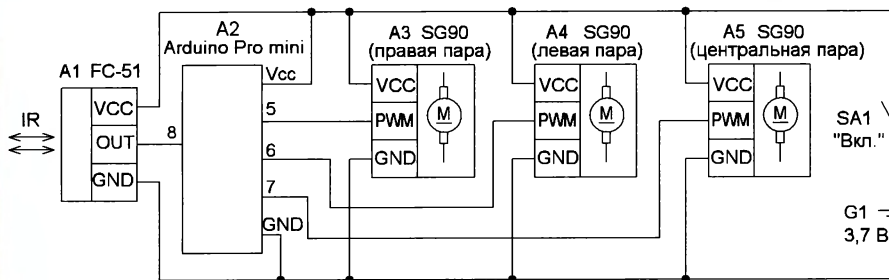 A2
Arduino Pro mini
A3 SG90
(правая пара)
A4 SG90
(левая пара)
A5 SG90
(центральная пара)
A1 FC-51
VCC
OUT
GND
IR
8
Vcc
5
6
7
GND
VCC
PWM
GND
M
VCC
PWM
GND
M
VCC
PWM
GND
M
SA1
"Вкл."
G1
3,7 В